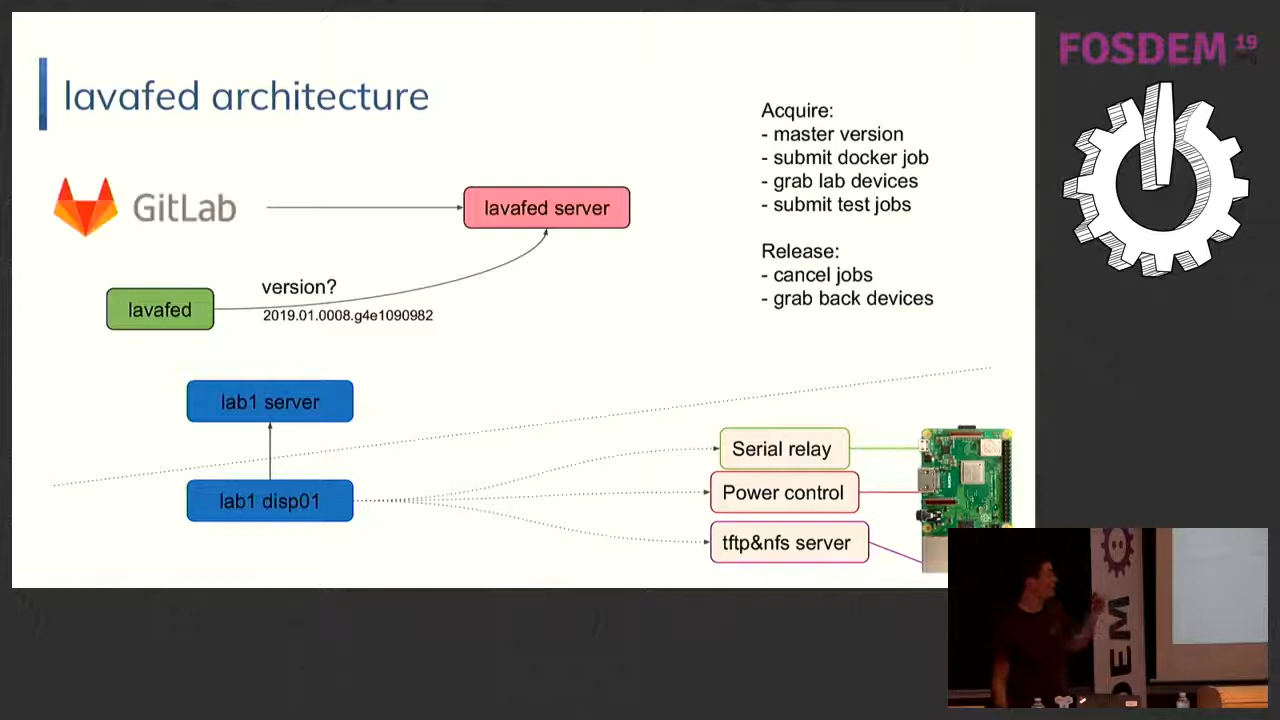 lavafed architecture
GitLab
lavafed server
lavafed
version?
2019.01.0008.g4e1090982
lab1 server
lab1 disp01
Acquire:
- master version
- submit docker job
- grab lab devices
- submit test jobs
Release:
- cancel jobs
- grab back devices
Serial relay
Power control
tftp&nfs server
FOSDEM 19
DEM